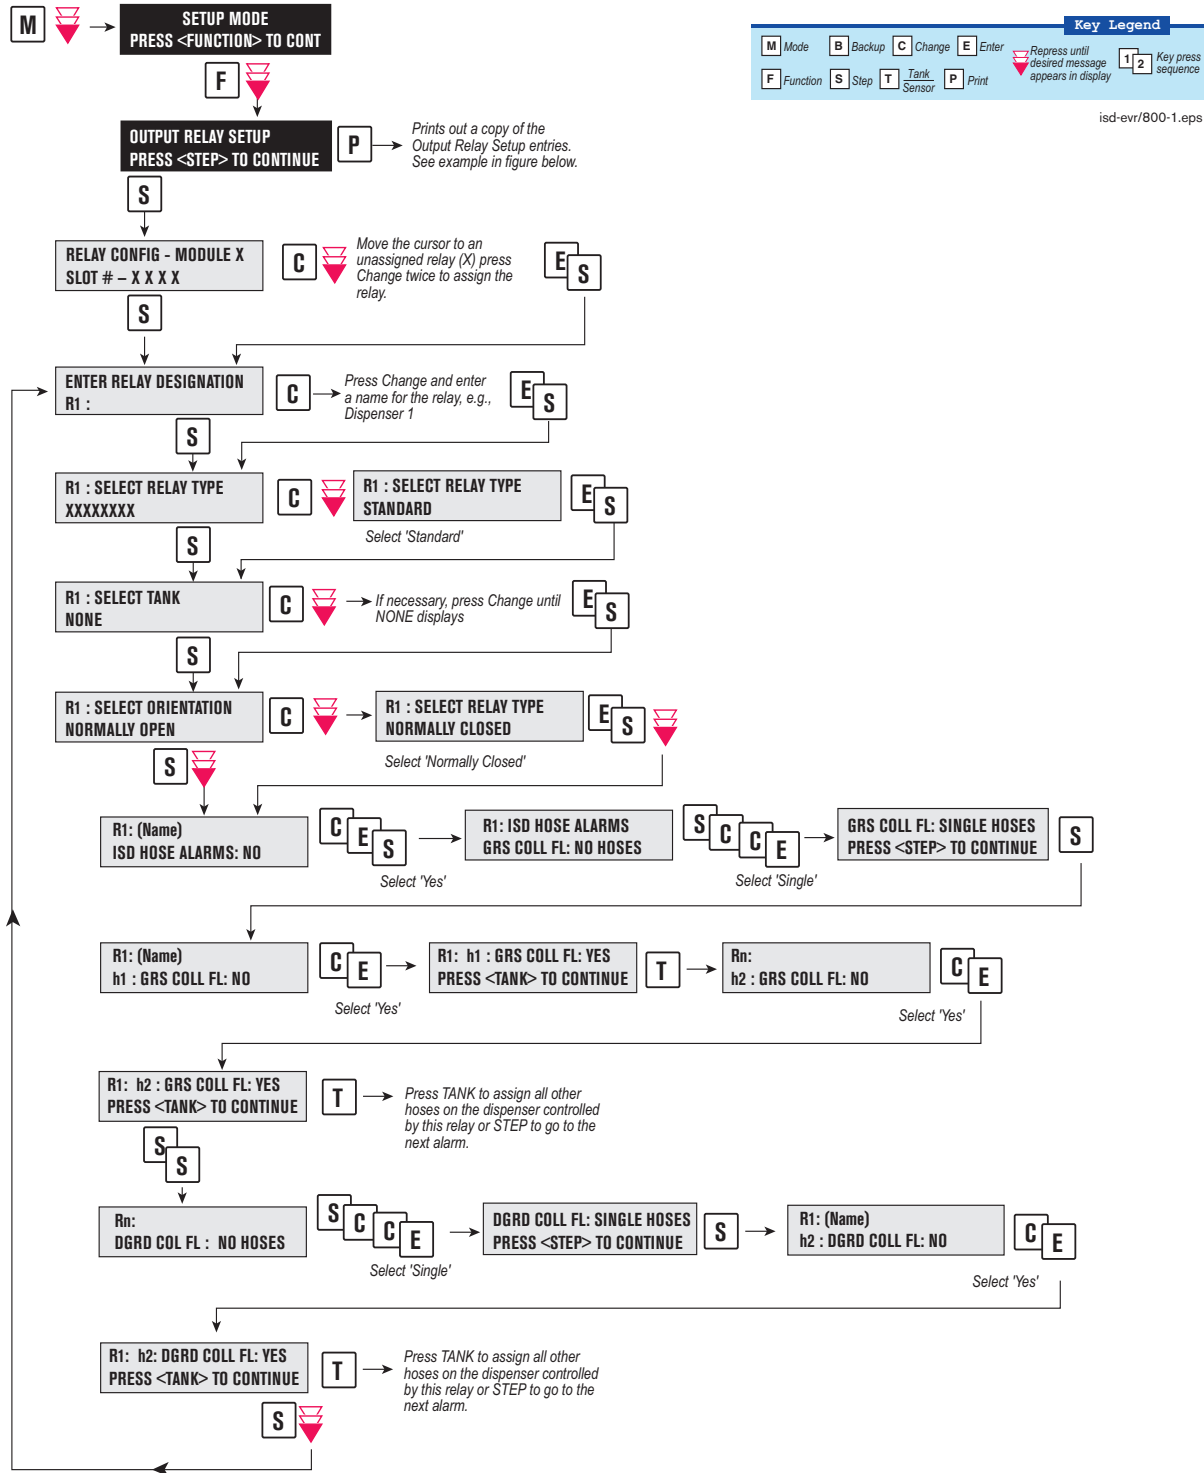 M
SETUP MODE
PRESS <FUNCTION> TO CONT
Key Legend
M Mode B Backup C Change E Enter
Repress until
desired message
appears in display
1 2
Key press
sequence
F Function S Step T Tank
Sensor
P Print
isd-evr/800-1.eps
F
OUTPUT RELAY SETUP
PRESS <STEP> TO CONTINUE
P
Prints out a copy of the
Output Relay Setup entries.
See example in figure below.
S
RELAY CONFIG - MODULE X
SLOT # – X X X X
C
Move the cursor to an
unassigned relay (X) press
Change twice to assign the
relay.
E
S
S
ENTER RELAY DESIGNATION
R1 :
C
Press Change and enter
a name for the relay, e.g.,
Dispenser 1
E
S
S
R1 : SELECT RELAY TYPE
XXXXXXXX
C
R1 : SELECT RELAY TYPE
STANDARD
E
S
Select 'Standard'
S
R1 : SELECT TANK
NONE
C
If necessary, press Change until
NONE displays
E
S
S
R1 : SELECT ORIENTATION
NORMALLY OPEN
C
R1 : SELECT RELAY TYPE
NORMALLY CLOSED
E
S
Select 'Normally Closed'
S
R1: (Name)
ISD HOSE ALARMS: NO
C
E
S
Select 'Yes'
R1: ISD HOSE ALARMS
GRS COLL FL: NO HOSES
S
C
C
E
Select 'Single'
GRS COLL FL: SINGLE HOSES
PRESS <STEP> TO CONTINUE
S
R1: (Name)
h1 : GRS COLL FL: NO
C
E
Select 'Yes'
R1: h1 : GRS COLL FL: YES
PRESS <TANK> TO CONTINUE
T
Rn:
h2 : GRS COLL FL: NO
C
E
Select 'Yes'
R1: h2 : GRS COLL FL: YES
PRESS <TANK> TO CONTINUE
T
Press TANK to assign all other
hoses on the dispenser controlled
by this relay or STEP to go to the
next alarm.
S
S
Rn:
DGRD COL FL : NO HOSES
S
C
C
E
Select 'Single'
DGRD COLL FL: SINGLE HOSES
PRESS <STEP> TO CONTINUE
S
R1: (Name)
h2 : DGRD COLL FL: NO
C
E
Select 'Yes'
R1: h2: DGRD COLL FL: YES
PRESS <TANK> TO CONTINUE
T
Press TANK to assign all other
hoses on the dispenser controlled
by this relay or STEP to go to the
next alarm.
S